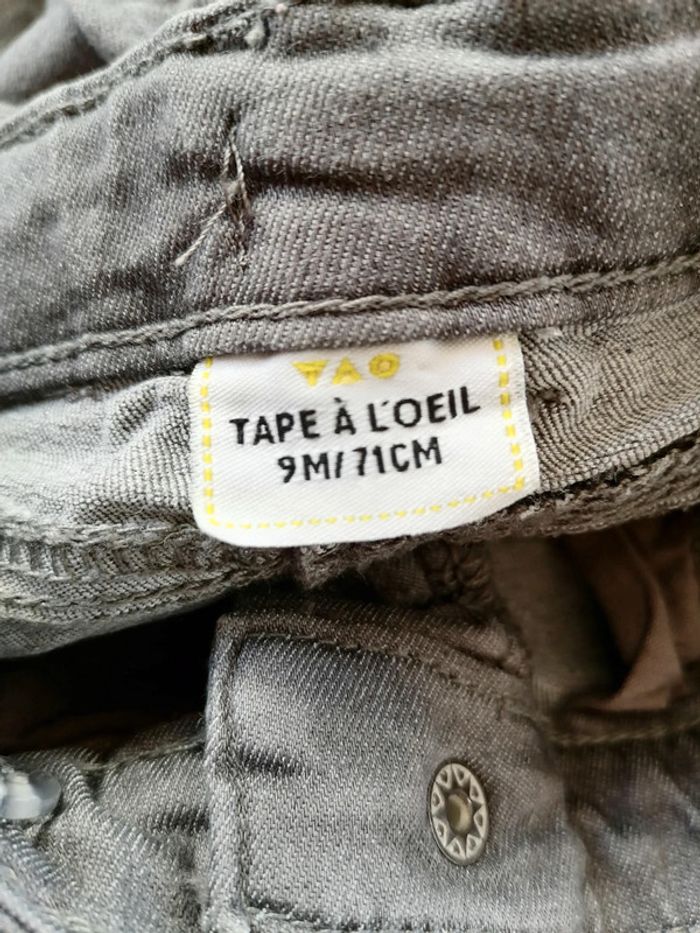 TAO
TAPE À L'OEIL
9M/71CM